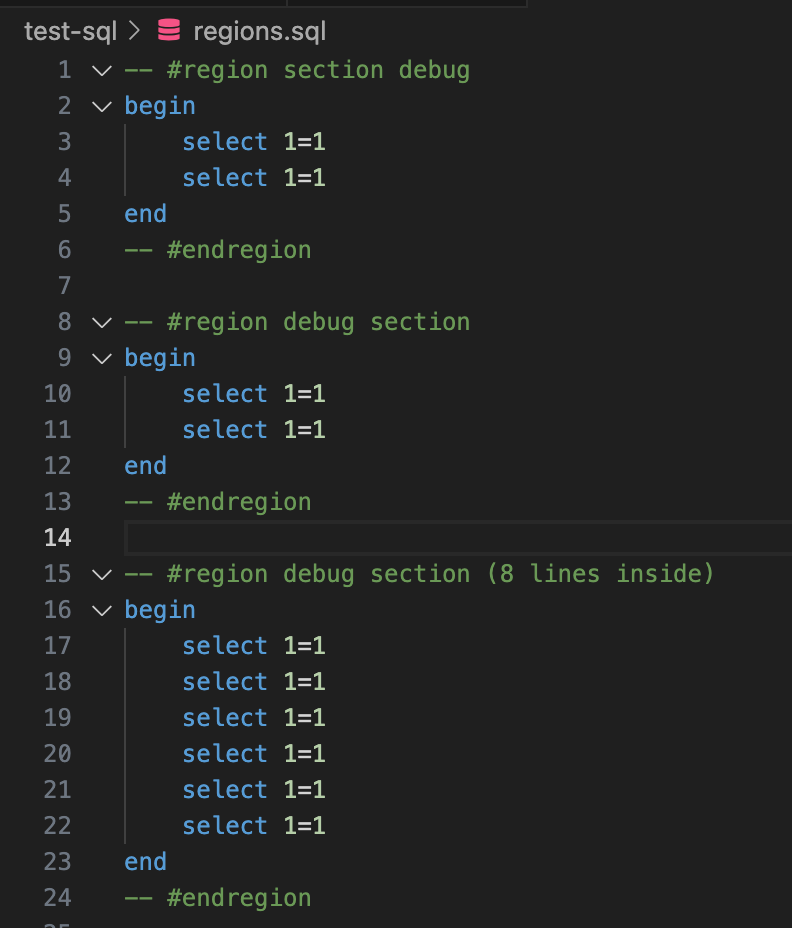 test-sql > regions.sql
1 -- #region section debug
2 begin
3     select 1=1
4     select 1=1
5 end
6 -- #endregion
7
8 -- #region debug section
9 begin
10     select 1=1
11     select 1=1
12 end
13 -- #endregion
14
15 -- #region debug section (8 lines inside)
16 begin
17     select 1=1
18     select 1=1
19     select 1=1
20     select 1=1
21     select 1=1
22     select 1=1
23 end
24 -- #endregion